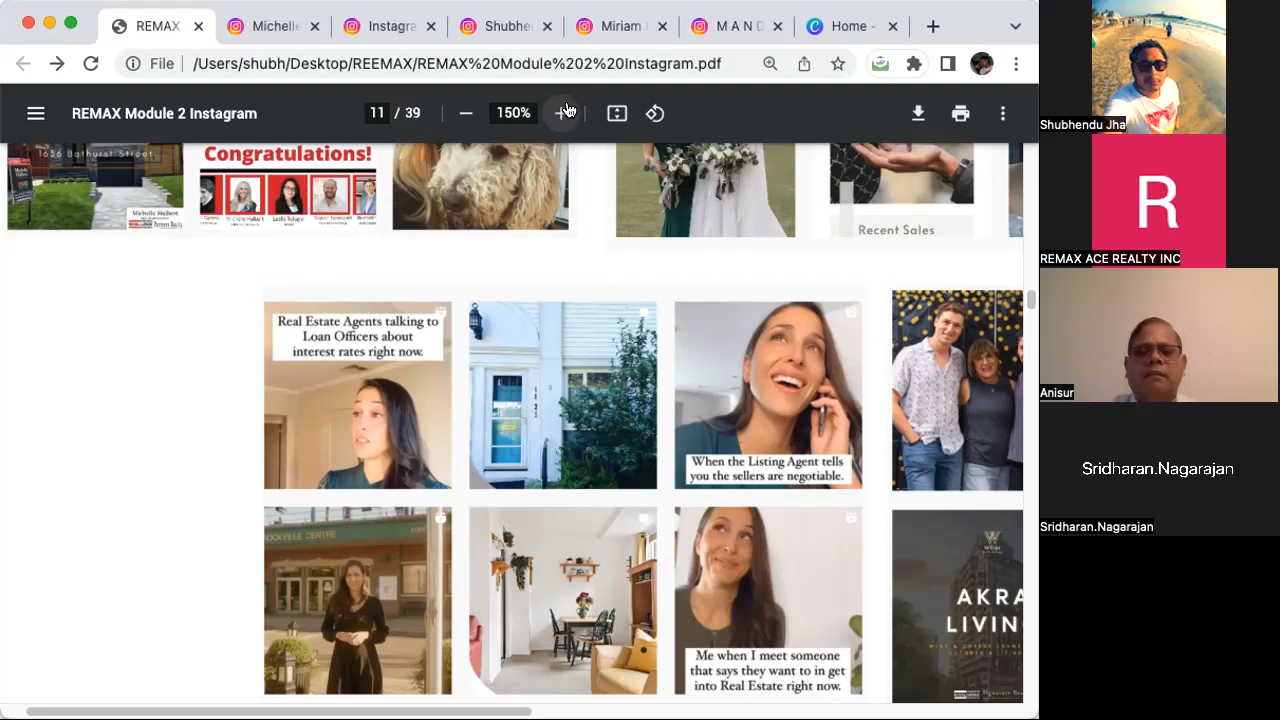 REMAX
Michelle
Instagra
Shubhe
Miriam
M A N D
Home -
File
/Users/shubh/Desktop/REEMAX/REMAX%20Module%202%20Instagram.pdf
REMAX Module 2 Instagram
11 / 39
150%
1636 Bathurst Street
Michelle Hulbert
Congratulations!
Recent Sales
Real Estate Agents talking to
Loan Officers about
interest rates right now.
When the Listing Agent tells
you the sellers are negotiable.
OCKVILLE CENTRE
Me when I meet someone
that says they want to in get
into Real Estate right now.
AKRA
LIVIN
Shubhendu Jha
R
REMAX ACE REALTY INC
Anisur
Sridharan.Nagarajan
Sridharan.Nagarajan